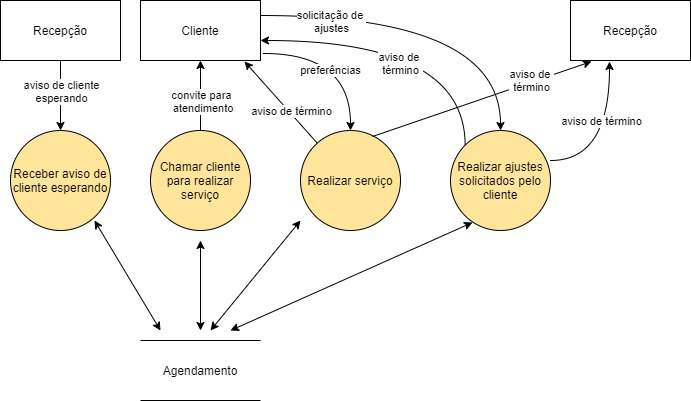 Recepção
Cliente
Recepção
solicitação de
ajustes
aviso de cliente
esperando
convite para
atendimento
preferências
aviso de
término
aviso de
término
aviso de término
aviso de término
Receber aviso de
cliente esperando
Chamar cliente
para realizar
serviço
Realizar serviço
Realizar ajustes
solicitados pelo
cliente
Agendamento